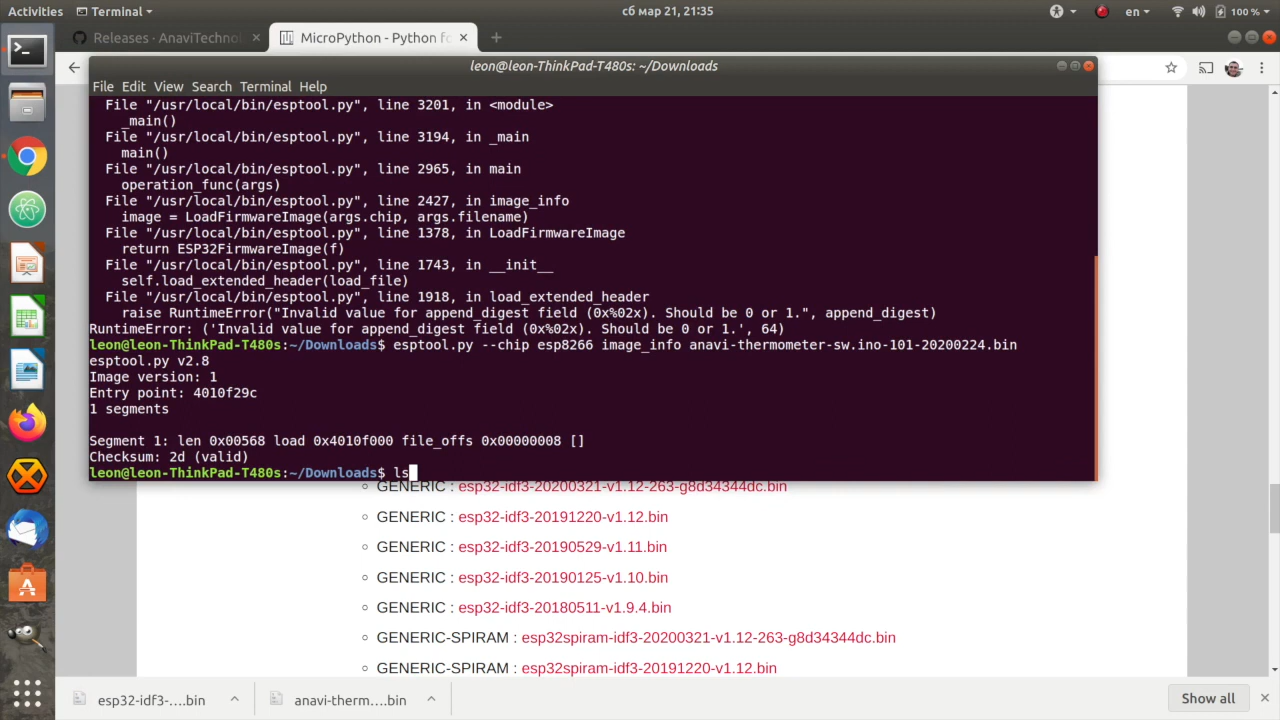 Activities
Terminal
сб мар 21, 21:35
en
100 %
Releases · AnaviTechnol
MicroPython - Python fo
leon@leon-ThinkPad-T480s: ~/Downloads
File Edit View Search Terminal Help
File "/usr/local/bin/esptool.py", line 3201, in <module>
_main()
File "/usr/local/bin/esptool.py", line 3194, in _main
main()
File "/usr/local/bin/esptool.py", line 2965, in main
operation_func(args)
File "/usr/local/bin/esptool.py", line 2427, in image_info
image = LoadFirmwareImage(args.chip, args.filename)
File "/usr/local/bin/esptool.py", line 1378, in LoadFirmwareImage
return ESP32FirmwareImage(f)
File "/usr/local/bin/esptool.py", line 1743, in __init__
self.load_extended_header(load_file)
File "/usr/local/bin/esptool.py", line 1918, in load_extended_header
raise RuntimeError("Invalid value for append_digest field (0x%02x). Should be 0 or 1.", append_digest)
RuntimeError: ('Invalid value for append_digest field (0x%02x). Should be 0 or 1.', 64)
leon@leon-ThinkPad-T480s:~/Downloads$ esptool.py --chip esp8266 image_info anavi-thermometer-sw.ino-101-20200224.bin
esptool.py v2.8
Image version: 1
Entry point: 4010f29c
1 segments
Segment 1: len 0x00568 load 0x4010f000 file_offs 0x00000008 []
Checksum: 2d (valid)
leon@leon-ThinkPad-T480s:~/Downloads$ ls
GENERIC : esp32-idf3-20200321-v1.12-263-g8d34344dc.bin
GENERIC : esp32-idf3-20191220-v1.12.bin
GENERIC : esp32-idf3-20190529-v1.11.bin
GENERIC : esp32-idf3-20190125-v1.10.bin
GENERIC : esp32-idf3-20180511-v1.9.4.bin
GENERIC-SPIRAM : esp32spiram-idf3-20200321-v1.12-263-g8d34344dc.bin
GENERIC-SPIRAM : esp32spiram-idf3-20191220-v1.12.bin
esp32-idf3-....bin
anavi-therm....bin
Show all